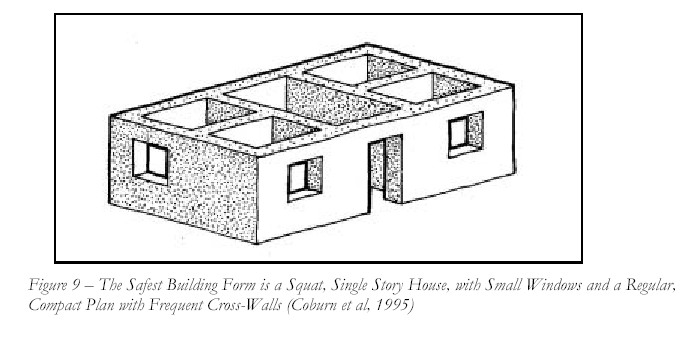 Figure 9 – The Safest Building Form is a Squat, Single Story House, with Small Windows and a Regular,
Compact Plan with Frequent Cross-Walls (Coburn et al, 1995)